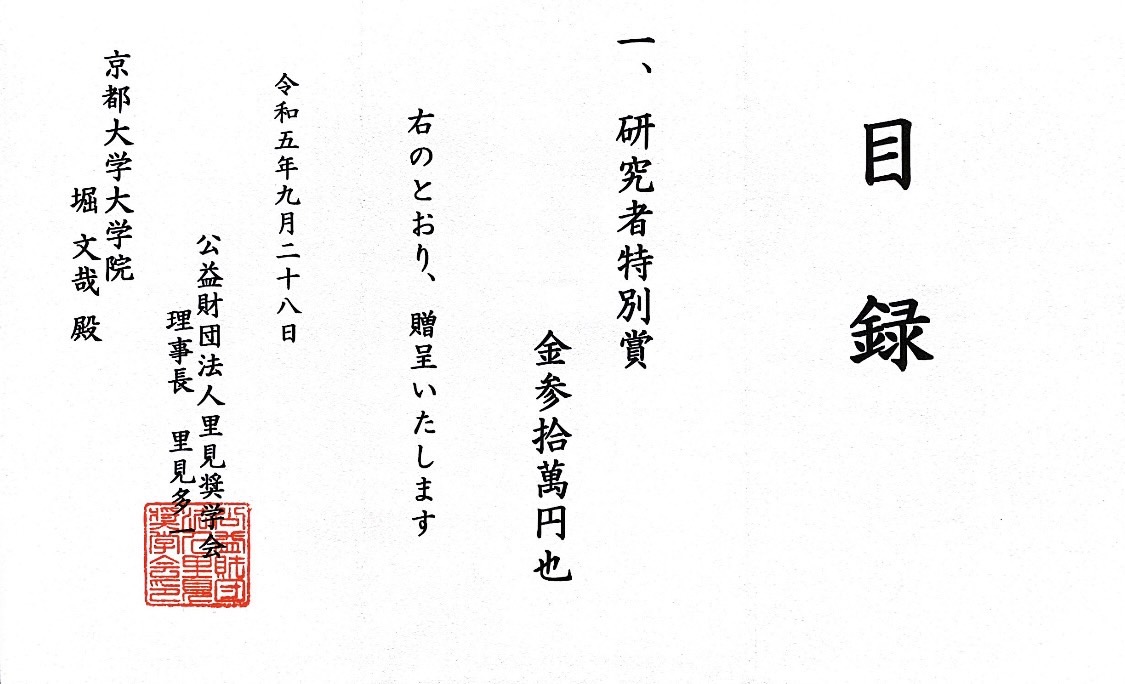 目録
一、研究者特別賞
金参拾萬円也
右のとおり、贈呈いたします
令和五年九月二十八日
公益財団法人里見奨学会
理事長 里見多一
京都大学大学院
堀 文哉 殿
公益財団
法人里見
奨学会印